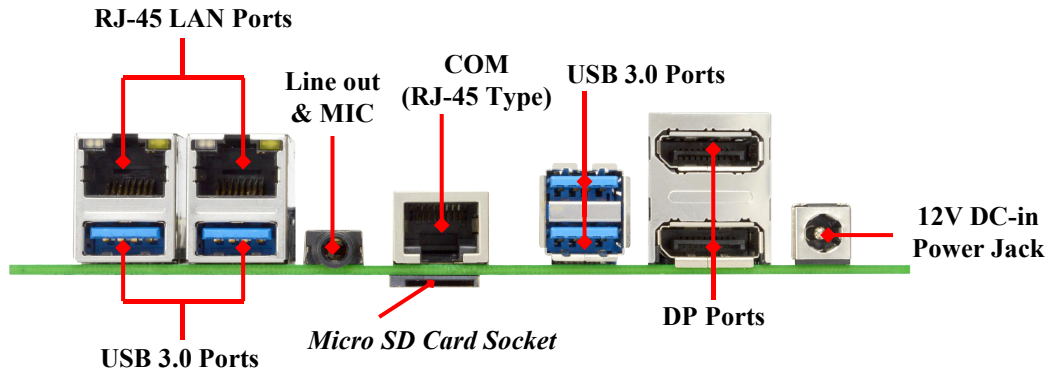 RJ-45 LAN Ports
Line out
& MIC
COM
(RJ-45 Type)
USB 3.0 Ports
12V DC-in
Power Jack
DP Ports
Micro SD Card Socket
USB 3.0 Ports